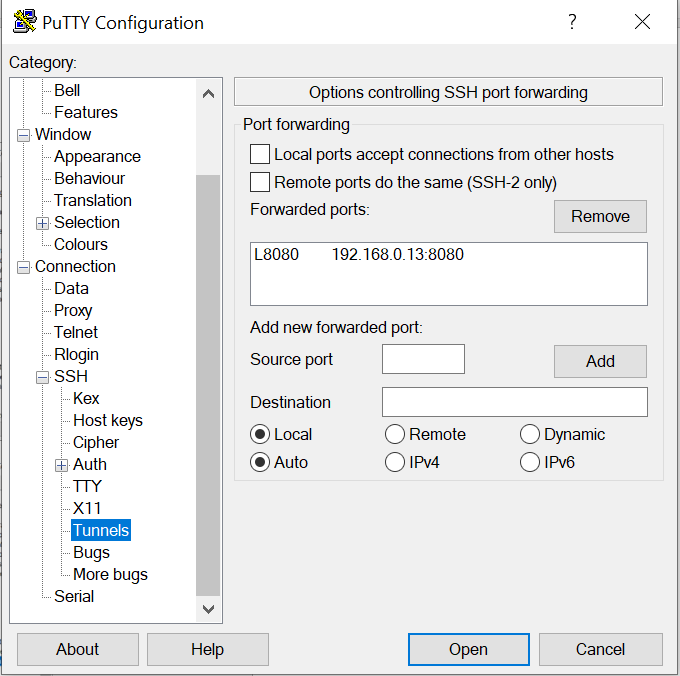 PuTTY Configuration
?
Category:
Bell
Features
Window
Appearance
Behaviour
Translation
Selection
Colours
Connection
Data
Proxy
Telnet
Rlogin
SSH
Kex
Host keys
Cipher
Auth
TTY
X11
Tunnels
Bugs
More bugs
Serial
Options controlling SSH port forwarding
Port forwarding
Local ports accept connections from other hosts
Remote ports do the same (SSH-2 only)
Forwarded ports:
Remove
L8080 192.168.0.13:8080
Add new forwarded port:
Source port
Add
Destination
Local Remote Dynamic
Auto IPv4 IPv6
About Help Open Cancel